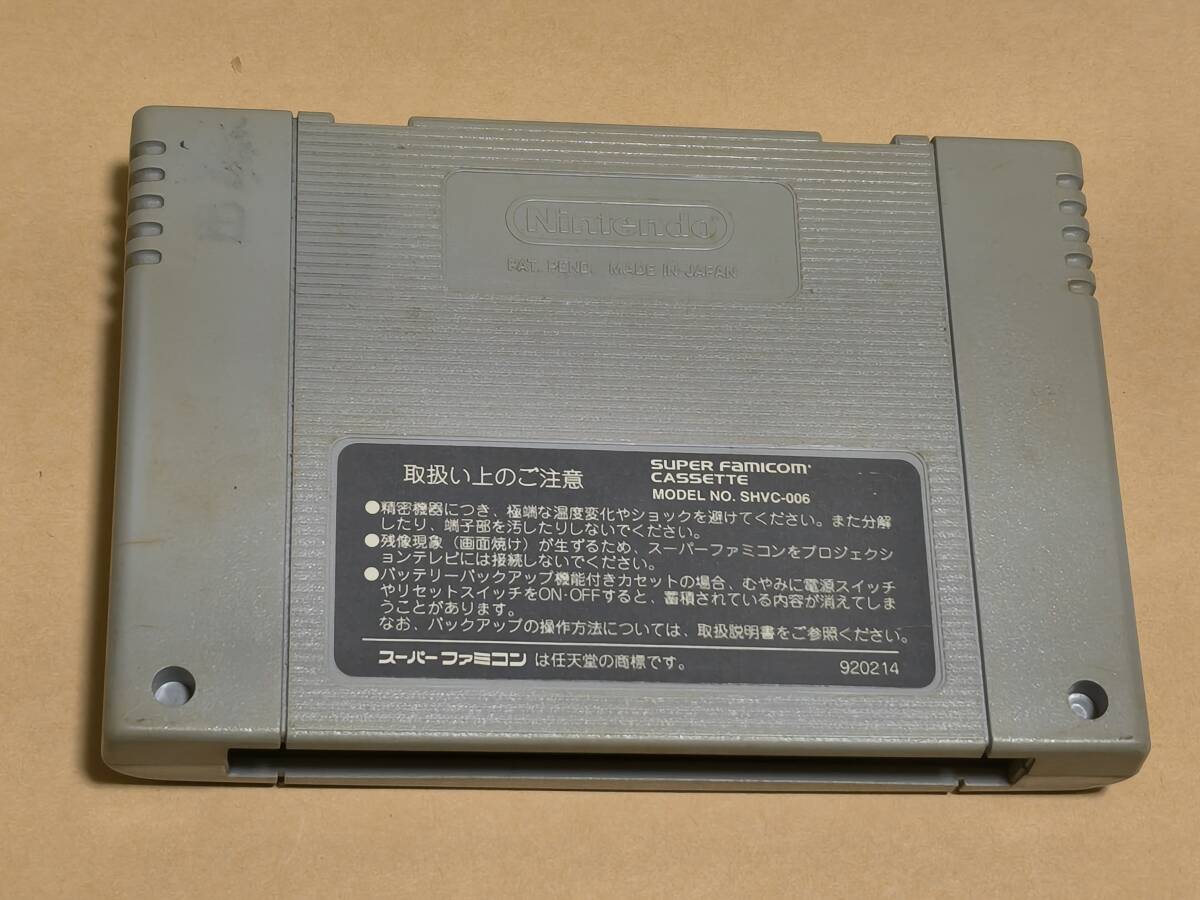 Nintendo
PAT. PEND. MADE IN JAPAN
取扱い上のご注意
SUPER FAMICOM
CASSETTE
MODEL NO. SHVC-006
●精密機器につき、極端な温度変化やショックを避けてください。また分解
したり、端子部を汚したりしないでください。
●残像現象（画面焼け）が生ずるため、スーパーファミコンをプロジェクシ
ョンテレビには接続しないでください。
●バッテリーバックアップ機能付きカセットの場合、むやみに電源スイッチ
やリセットスイッチをON・OFFすると、蓄積されている内容が消えてしま
うことがあります。
なお、バックアップの操作方法については、取扱説明書をご参照ください。
スーパーファミコン は任天堂の商標です。
920214